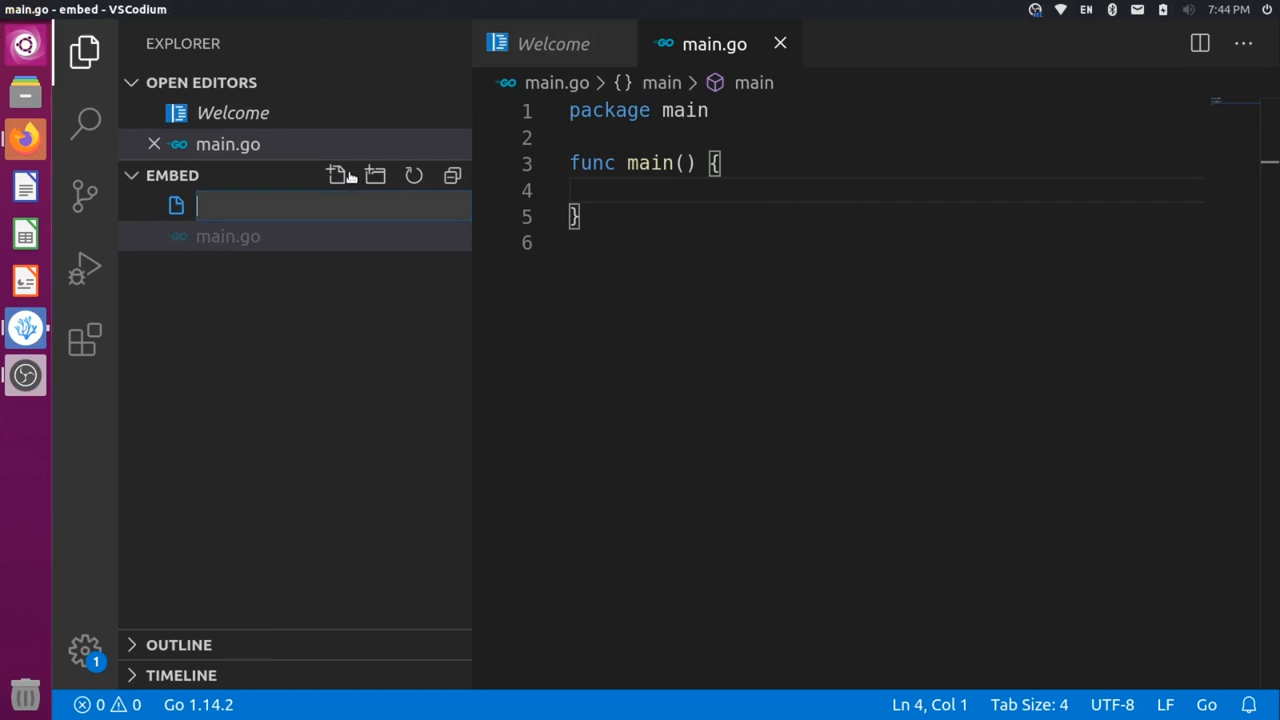 main.go - embed - VSCodium
EN
7:44 PM
EXPLORER
OPEN EDITORS
Welcome
main.go
EMBED
main.go
OUTLINE
TIMELINE
Welcome
main.go
main.go > {} main > main
1 package main
2
3 func main() {
4
5 }
6
1
0 0
Go 1.14.2
Ln 4, Col 1
Tab Size: 4
UTF-8
LF
Go